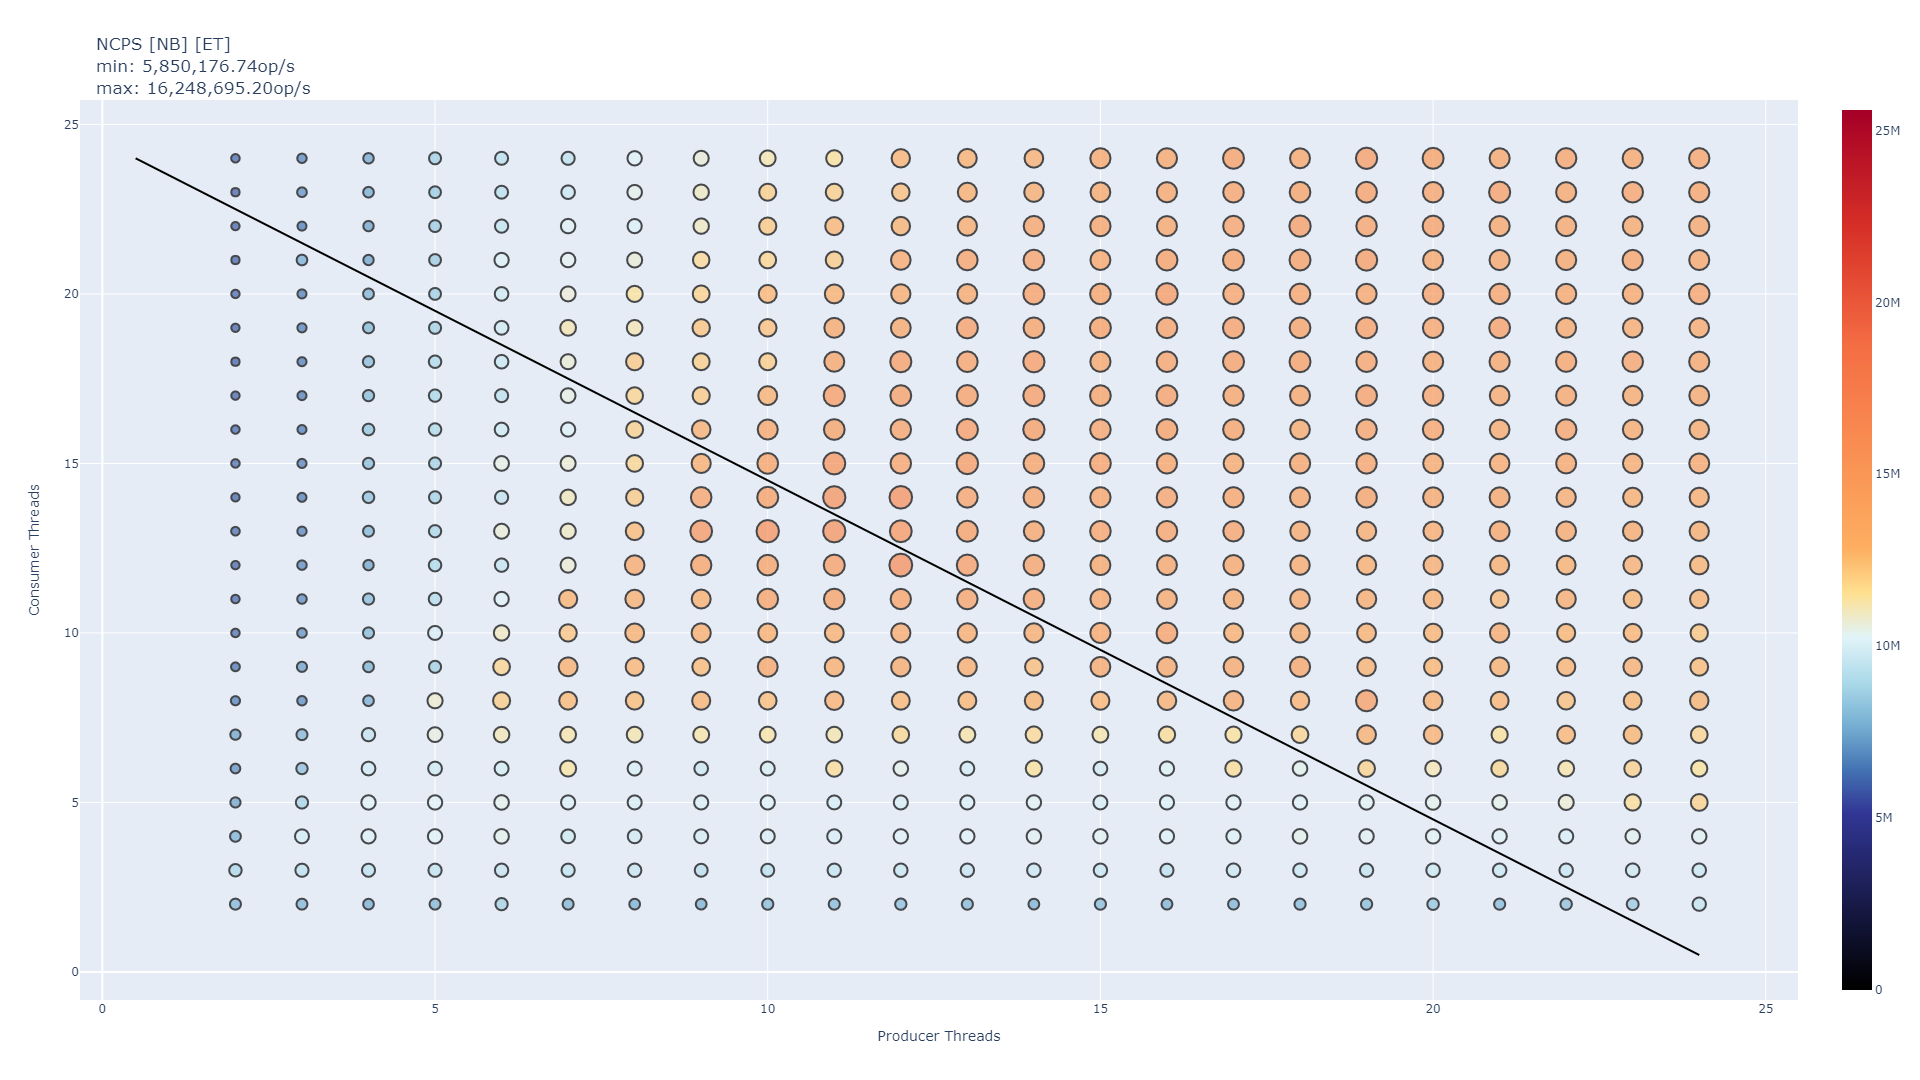 NCPS [NB] [ET]
min: 5,850,176.74op/s
max: 16,248,695.20op/s
25
20
15
10
5
0
Consumer Threads
0 5 10 15 20 25
Producer Threads
25M
20M
15M
10M
5M
0